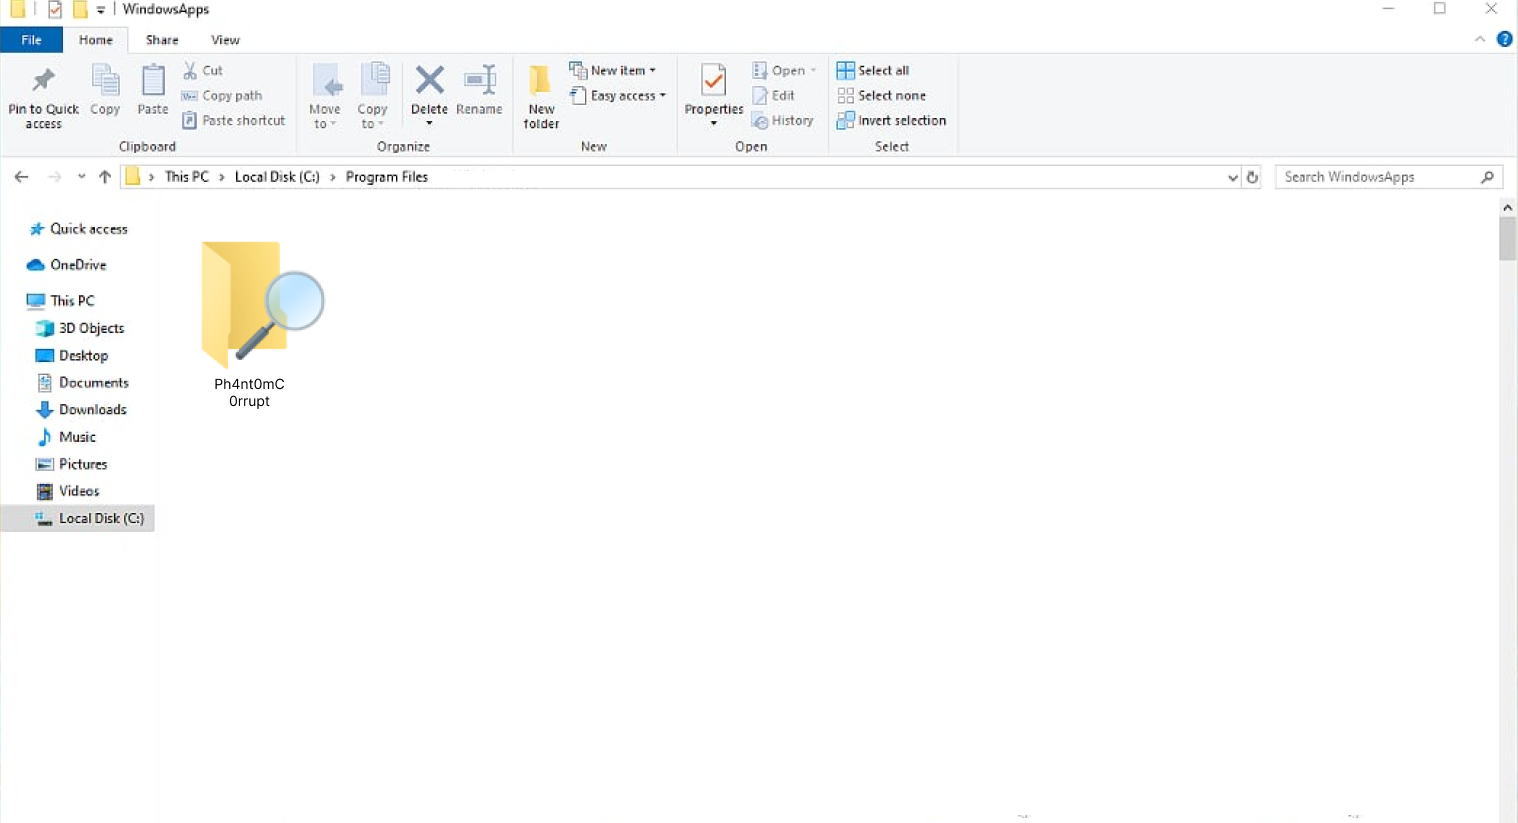 WindowsApps
File Home Share View
Pin to Quick access
Copy
Paste
Cut
Copy path
Paste shortcut
Clipboard
Move to
Copy to
Delete
Rename
Organize
New folder
New item
Easy access
New
Properties
Open
Edit
History
Open
Select all
Select none
Invert selection
Select
This PC > Local Disk (C:) > Program Files
Search WindowsApps
Quick access
OneDrive
This PC
3D Objects
Desktop
Documents
Downloads
Music
Pictures
Videos
Local Disk (C:)
Ph4nt0mC
0rrupt